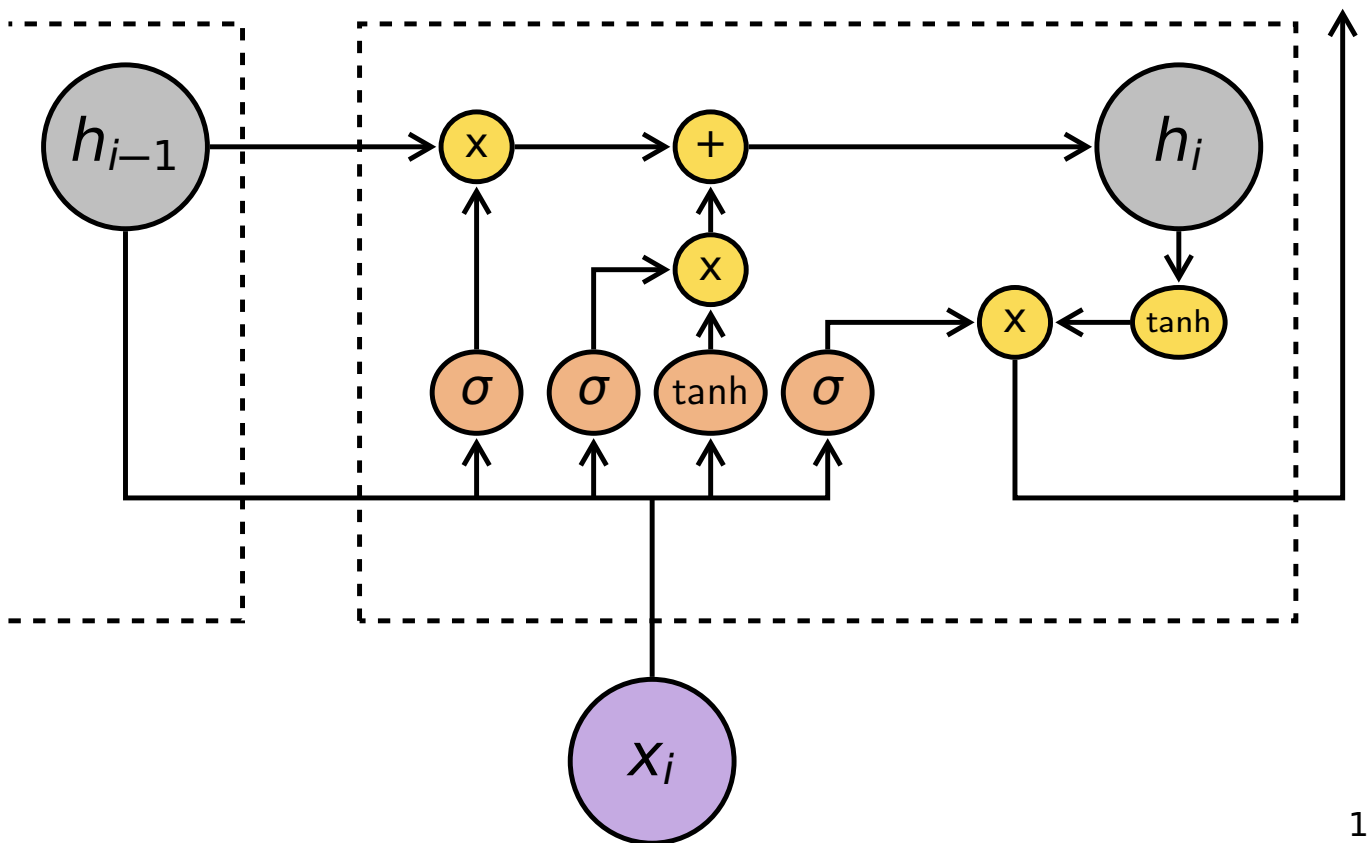 h_{i−1} x + h_i
x
x tanh
σ σ tanh σ
x_i
1